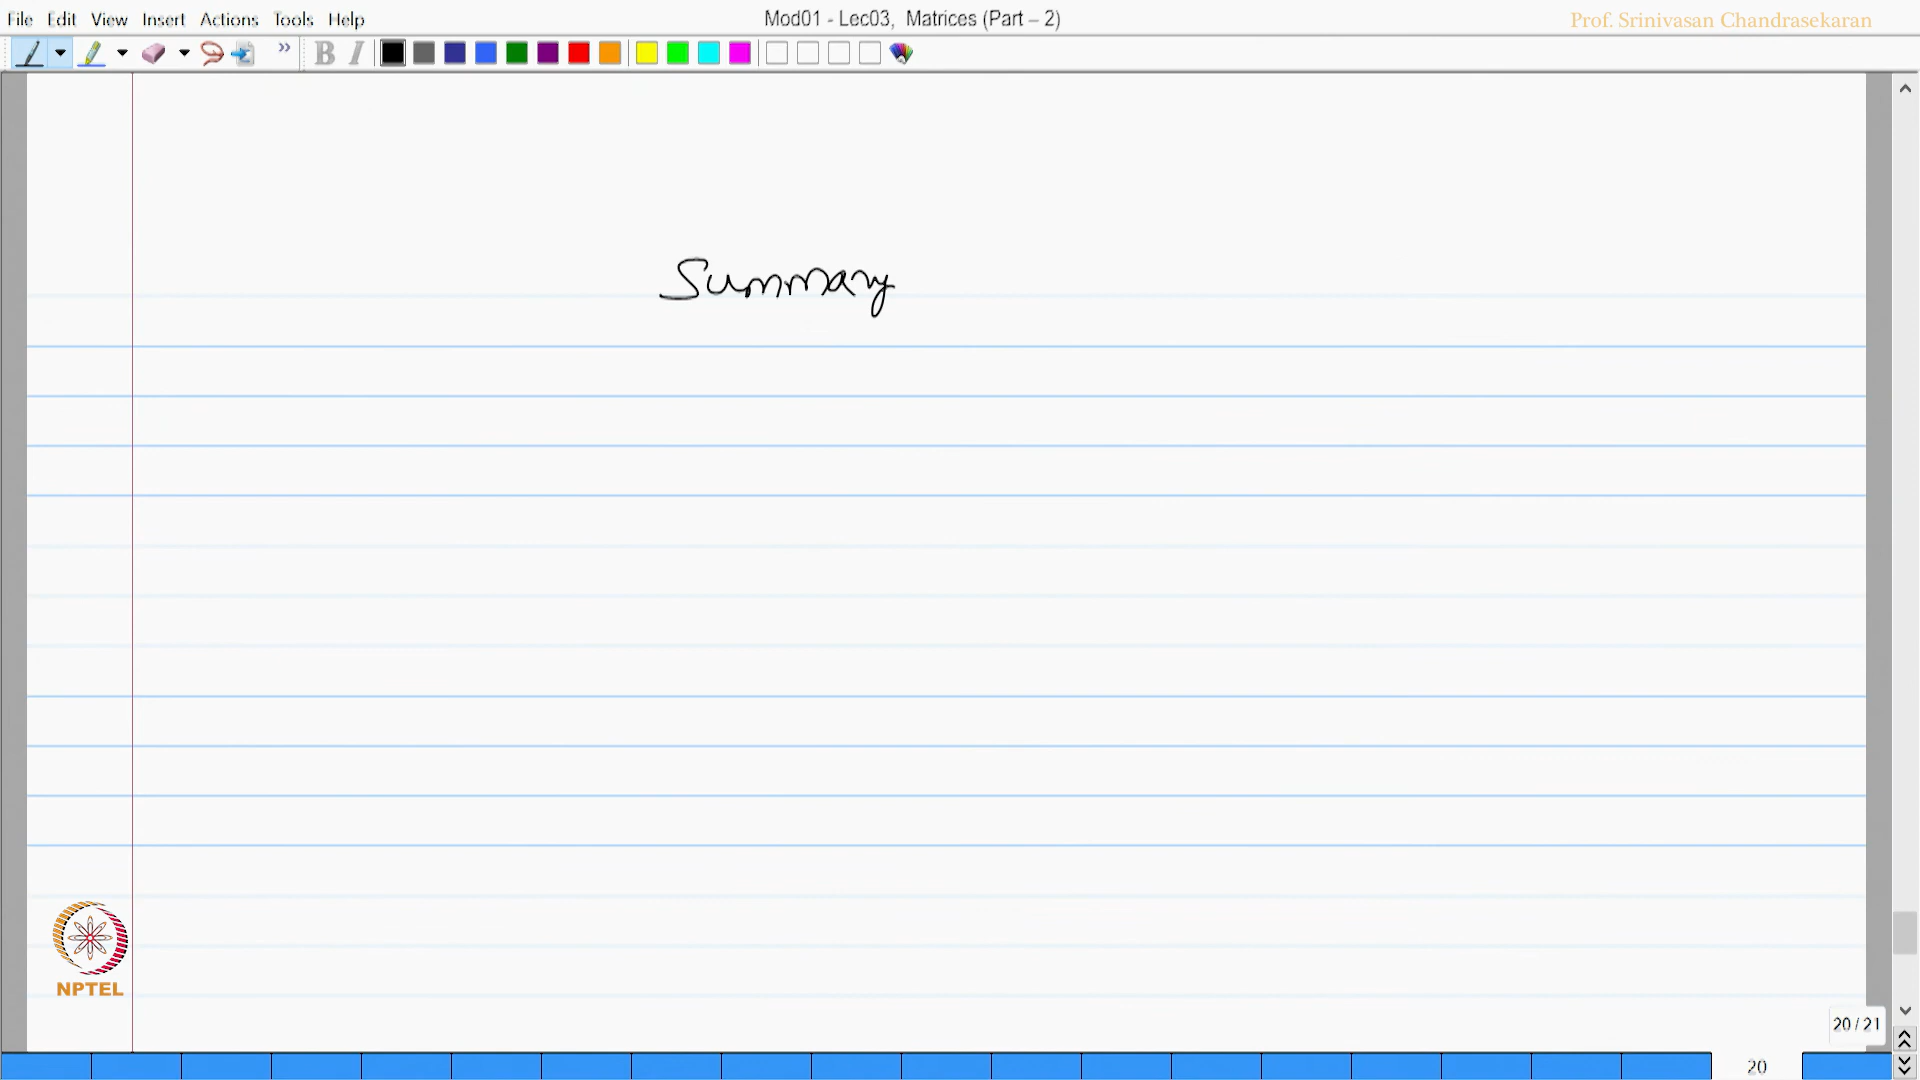 File Edit View Insert Actions Tools Help
Mod01 - Lec03, Matrices (Part – 2)
Prof. Srinivasan Chandrasekaran
B I
Summary
NPTEL
20 / 21
20